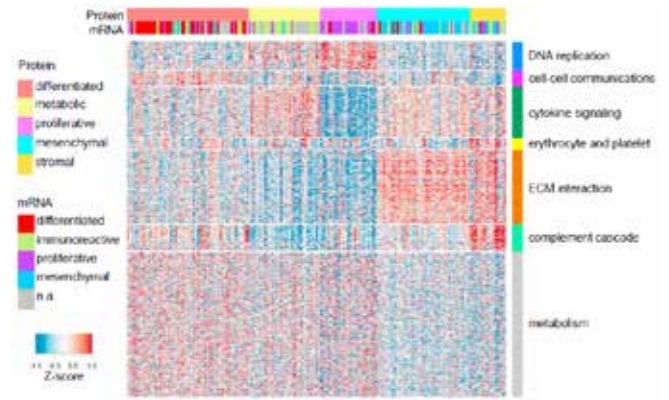 Protein
mRNA
Protein
differentiated
metabolic
proliferative
mesenchymal
stromal
mRNA
differentiated
immunoreactive
proliferative
mesenchymal
n.a.
Z-score
DNA replication
cell-cell communications
cytokine signaling
erythrocyte and platelet
ECM interaction
complement cascade
metabolism